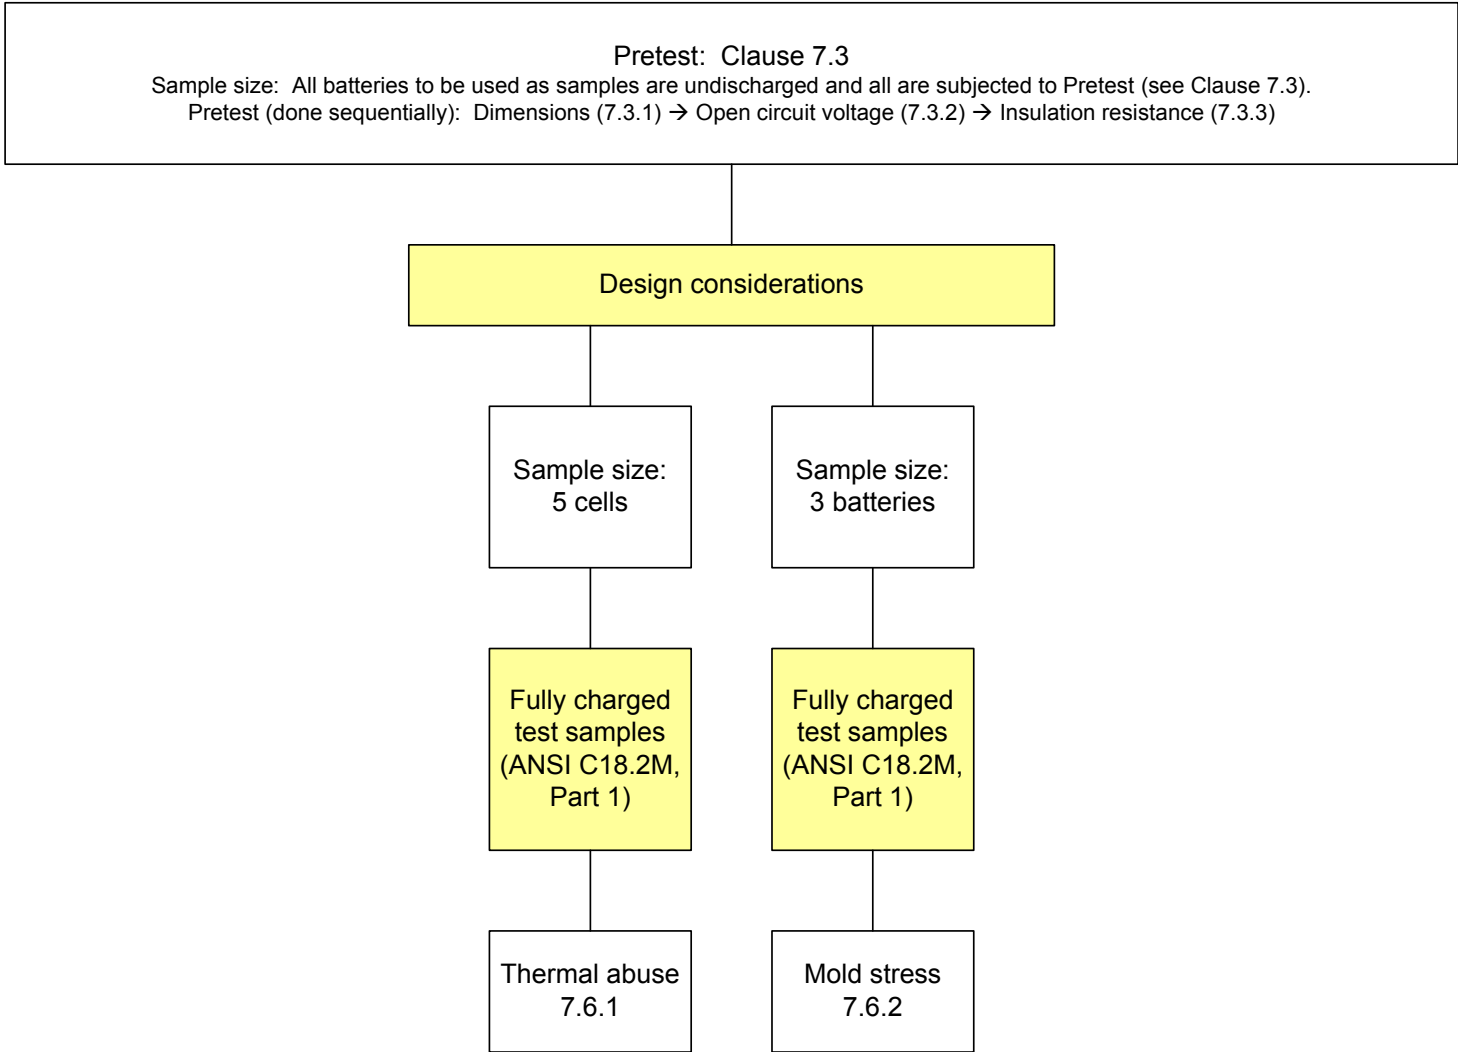 Pretest:  Clause 7.3
Sample size:  All batteries to be used as samples are undischarged and all are subjected to Pretest (see Clause 7.3).
Pretest (done sequentially):  Dimensions (7.3.1) → Open circuit voltage (7.3.2) → Insulation resistance (7.3.3)
Design considerations
Sample size:
5 cells
Sample size:
3 batteries
Fully charged
test samples
(ANSI C18.2M,
Part 1)
Fully charged
test samples
(ANSI C18.2M,
Part 1)
Thermal abuse
7.6.1
Mold stress
7.6.2